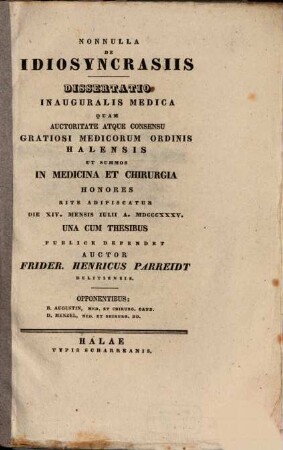 NONNULLA
DE
IDIOSYNCRASIIS
DISSERTATIO
INAUGURALIS MEDICA
QUAM
AUCTORITATE ATQUE CONSENSU
GRATIOSI MEDICORUM ORDINIS
HALENSIS
UT SUMMOS
IN MEDICINA ET CHIRURGIA
HONORES
RITE ADIPISCATUR
DIE XIV. MENSIS IULII A. MDCCCXXXV.
UNA CUM THESIBUS
PUBLICE DEFENDET
AUCTOR
FRIDER. HENRICUS PARREIDT
DELITIENSIS.
OPPONENTIBUS:
R. AUGUSTIN, MED. ET CHIRURG. CAND.
D. MENZEL, MED. ET CHIRURG. DD.
HALAE
TYPIS SCHARREANIS.